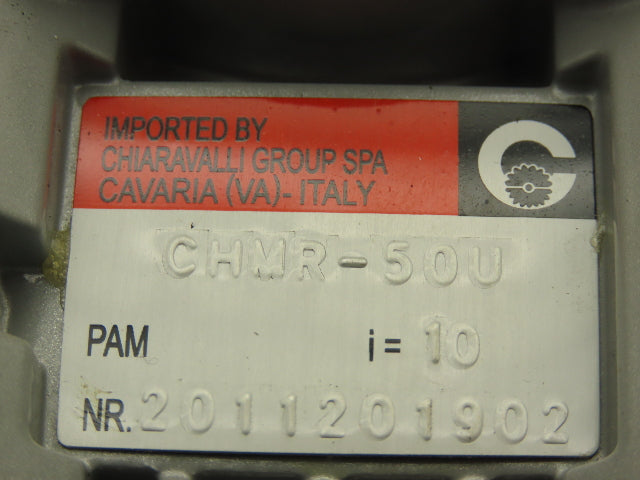 IMPORTED BY
CHIARAVALLI GROUP SPA
CAVARIA (VA)- ITALY
CHMR-50U
PAM i= 10
NR. 2011201902